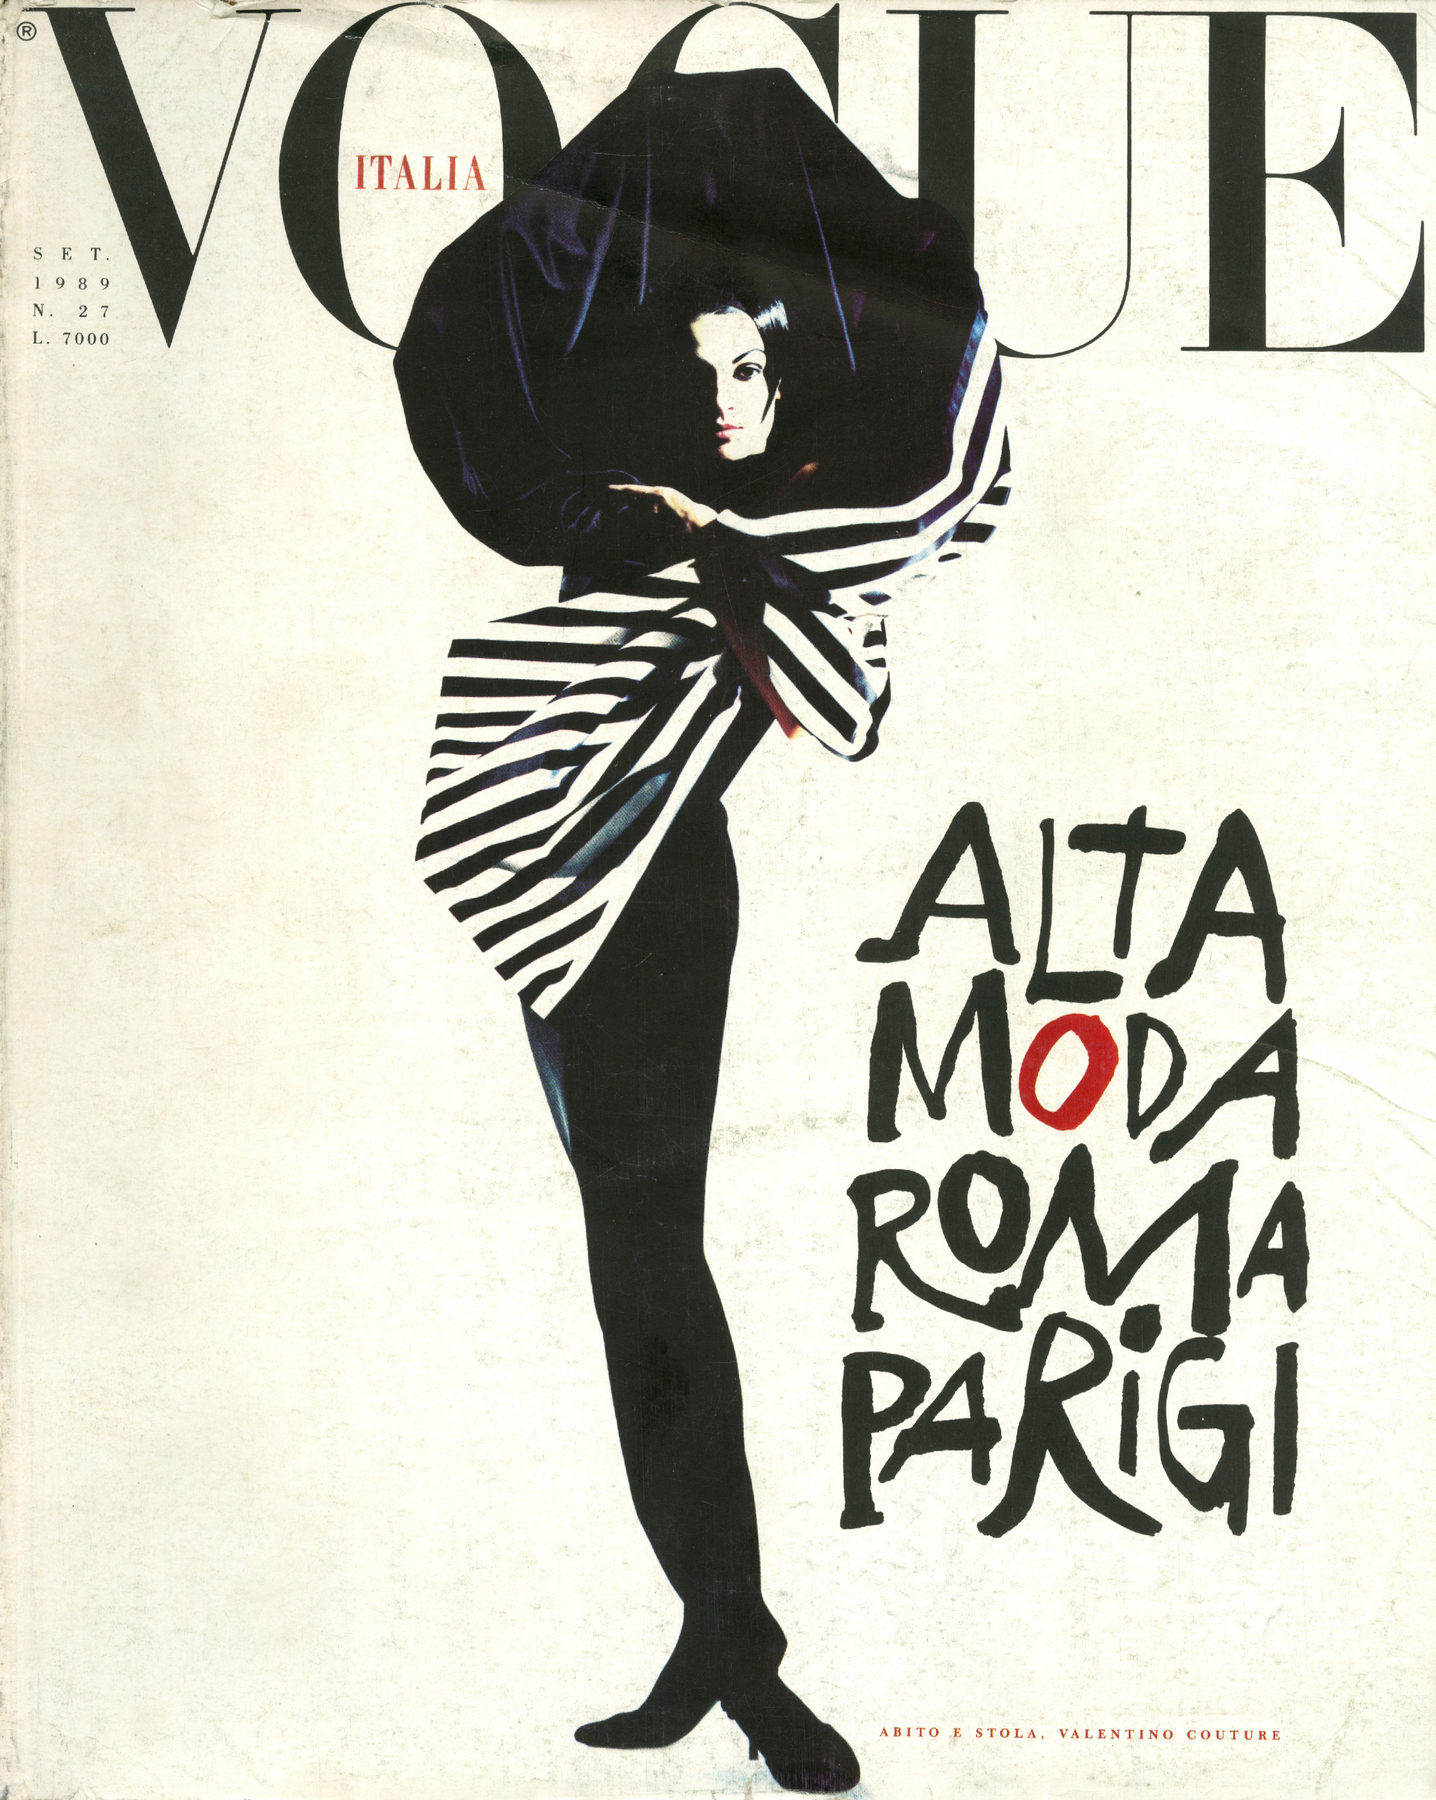 ®
VOGUE
ITALIA
SET.
1989
N. 27
L. 7000
ALTA
MODA
ROMA
PARiGI
ABITO E STOLA, VALENTINO COUTURE